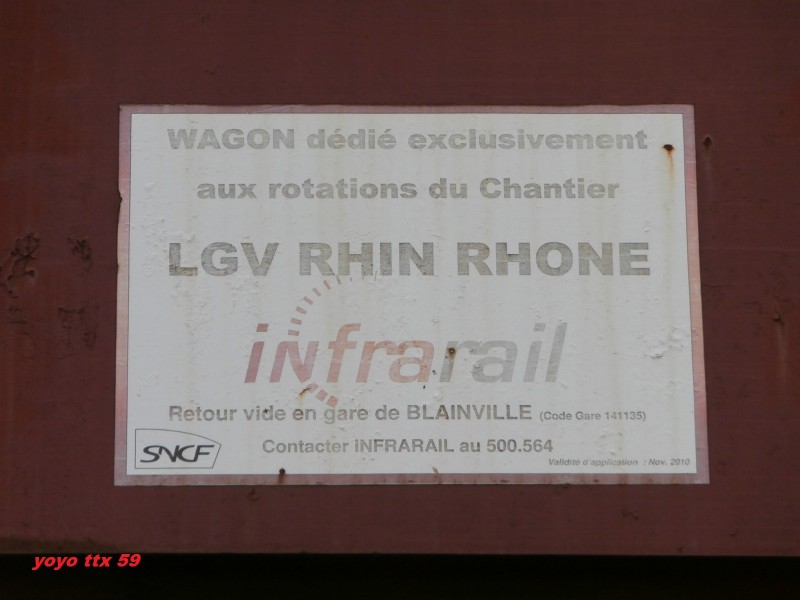 WAGON dédié exclusivement
aux rotations du Chantier
LGV RHIN RHONE
infrarail
Retour vide en gare de BLAINVILLE (Code Gare 141135)
Contacter INFRARAIL au 500.564
SNCF
Validité d'application : Nov. 2010
yoyo ttx 59